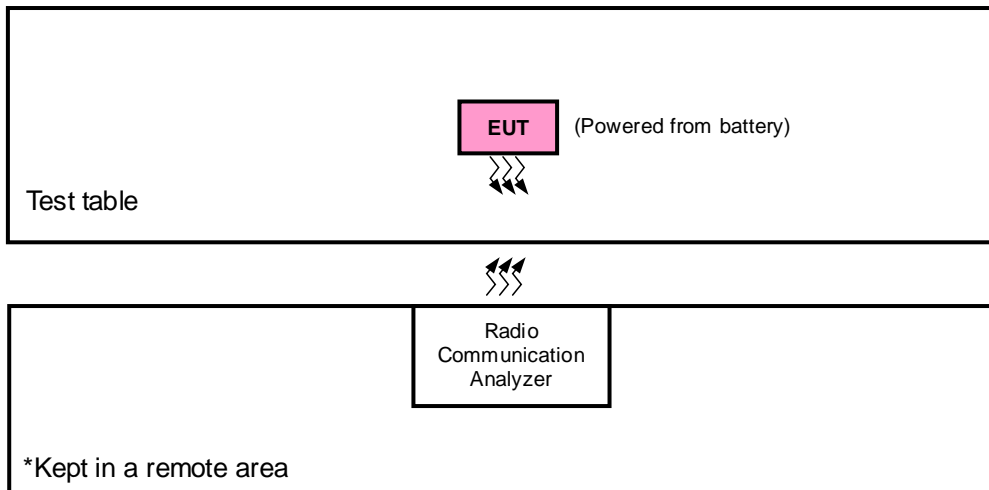 EUT
(Powered from battery)
Test table
Radio
Communication
Analyzer
*Kept in a remote area